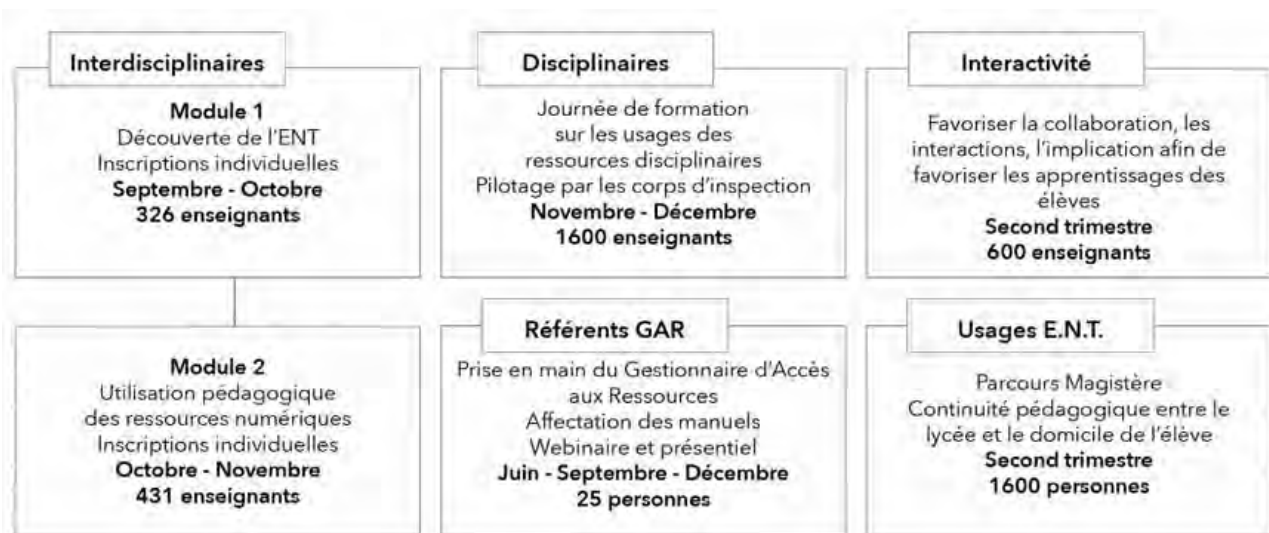 Interdisciplinaires
Module 1
Découverte de l'ENT
Inscriptions individuelles
Septembre - Octobre
326 enseignants
Disciplinaires
Journée de formation
sur les usages des
ressources disciplinaires
Pilotage par les corps d'inspection
Novembre - Décembre
1600 enseignants
Interactivité
Favoriser la collaboration, les
interactions, l'implication afin de
favoriser les apprentissages des
élèves
Second trimestre
600 enseignants
Module 2
Utilisation pédagogique
des ressources numériques
Inscriptions individuelles
Octobre - Novembre
431 enseignants
Référents GAR
Prise en main du Gestionnaire d'Accès
aux Ressources
Affectation des manuels
Webinaire et présentiel
Juin - Septembre - Décembre
25 personnes
Usages E.N.T.
Parcours Magistère
Continuité pédagogique entre le
lycée et le domicile de l'élève
Second trimestre
1600 personnes